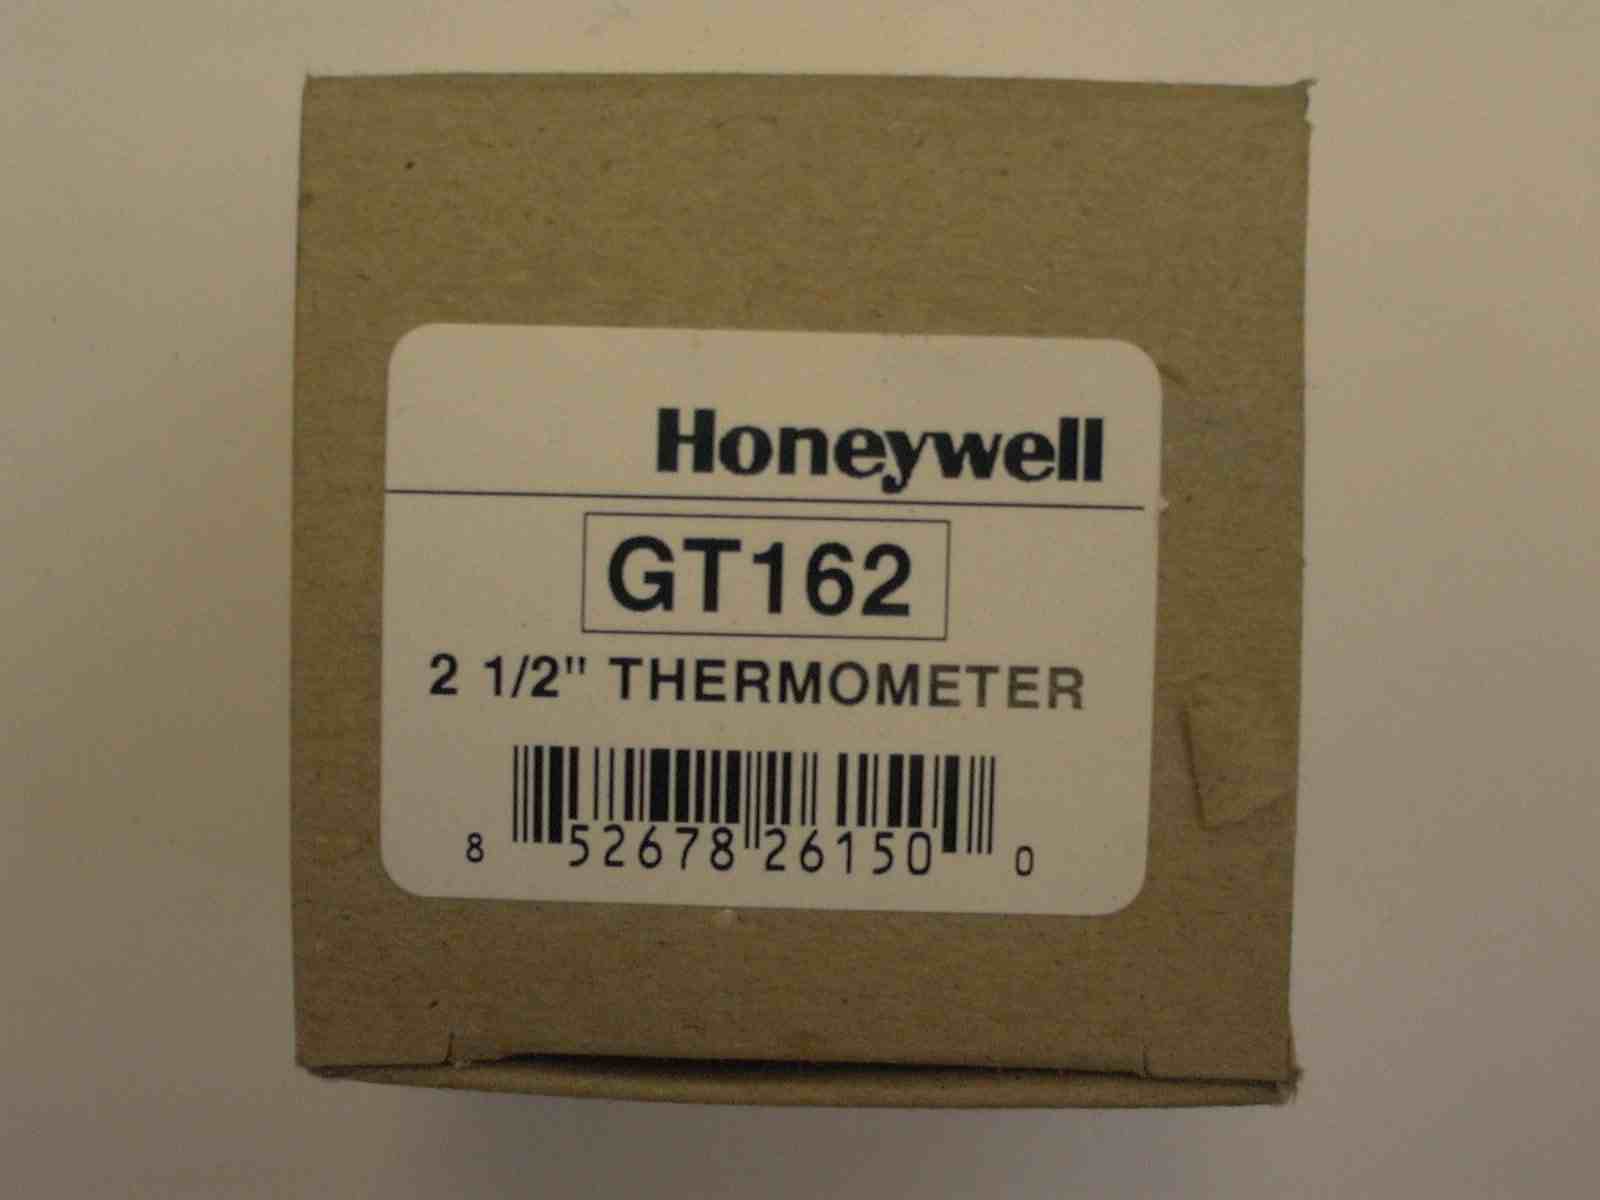 Honeywell
GT162
2 1/2" THERMOMETER
8 52678 26150 0